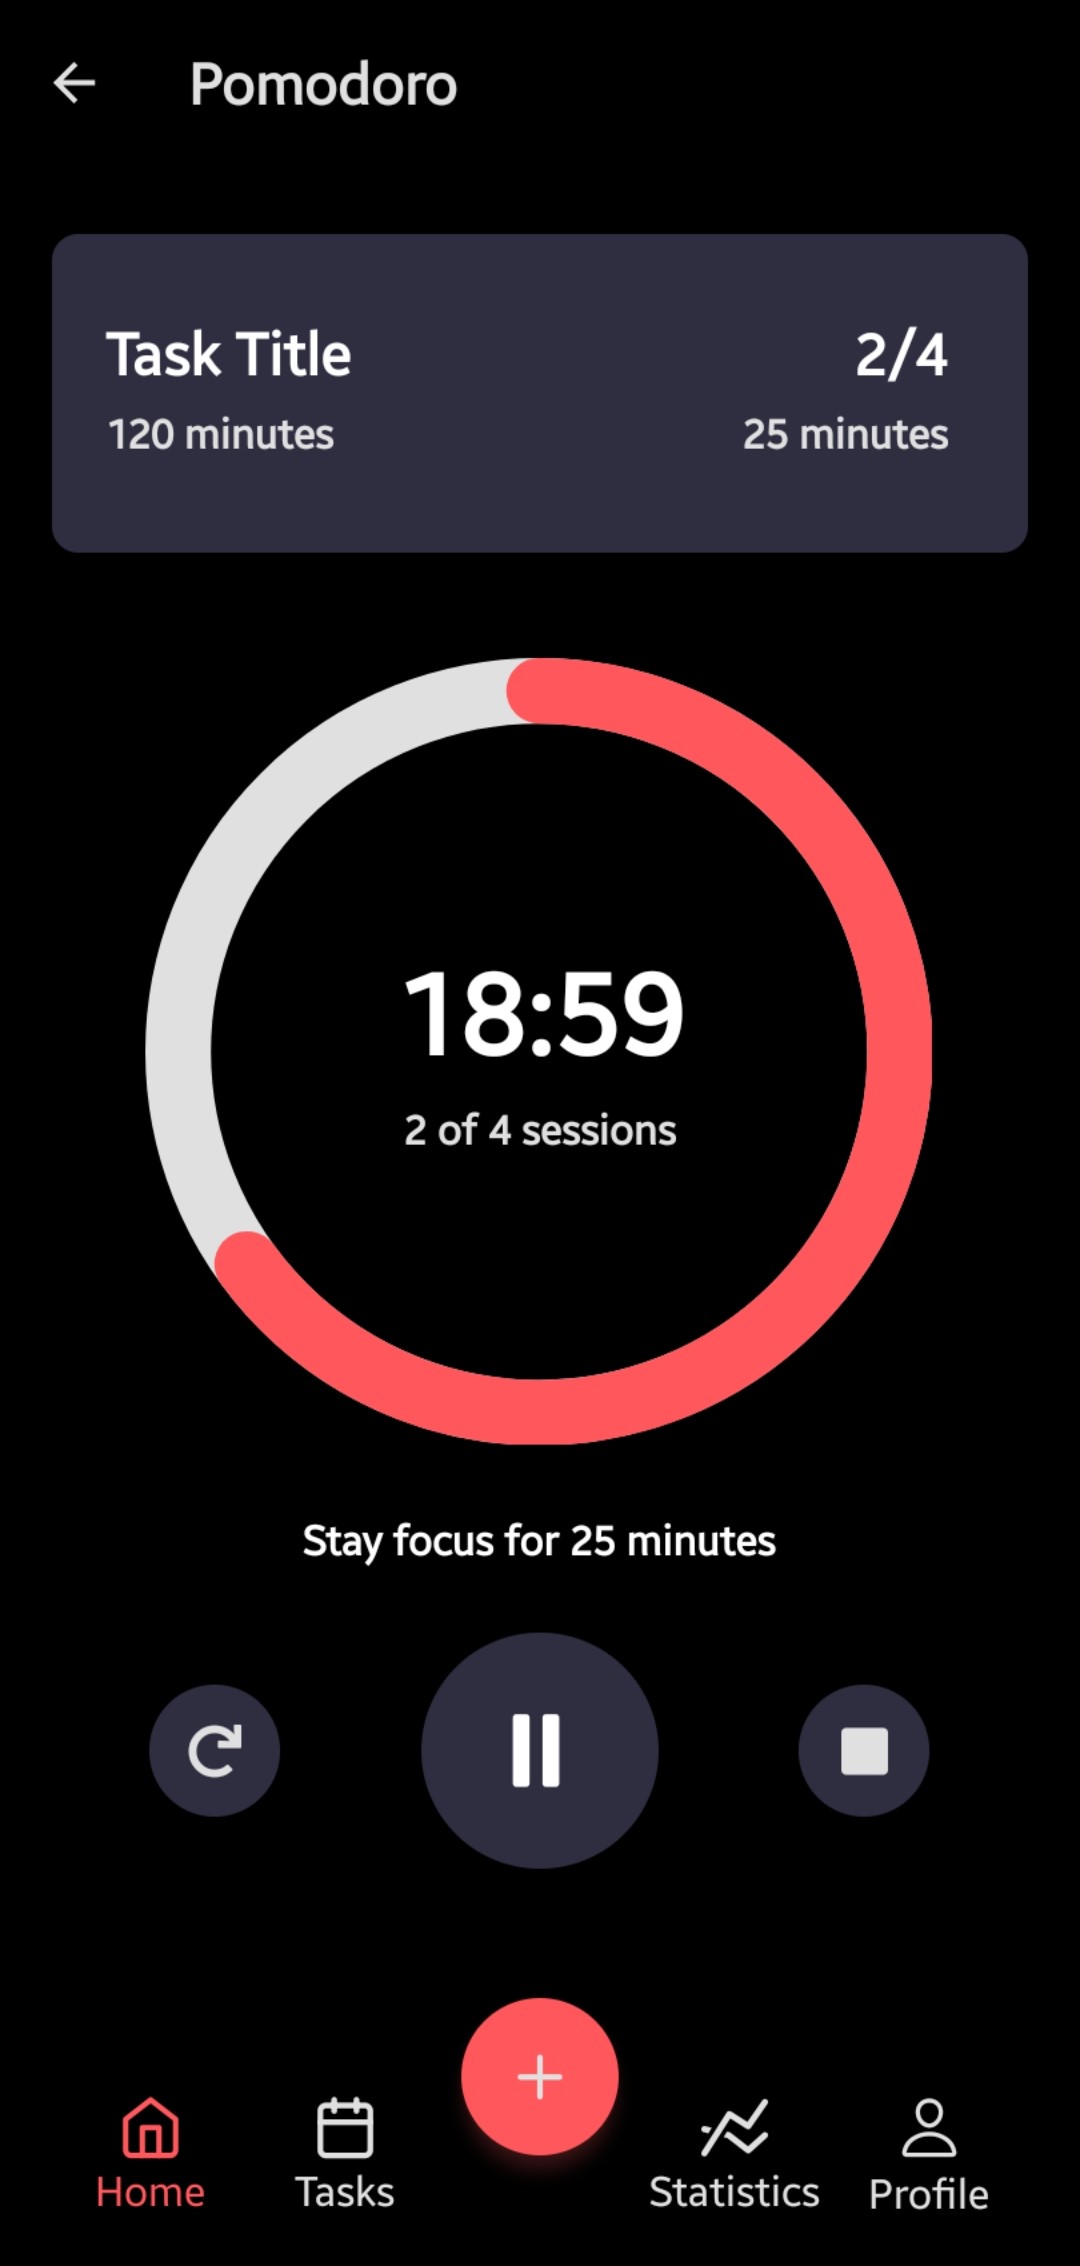 Pomodoro
Task Title
2/4
120 minutes
25 minutes
18:59
2 of 4 sessions
Stay focus for 25 minutes
Home
Tasks
Statistics
Profile